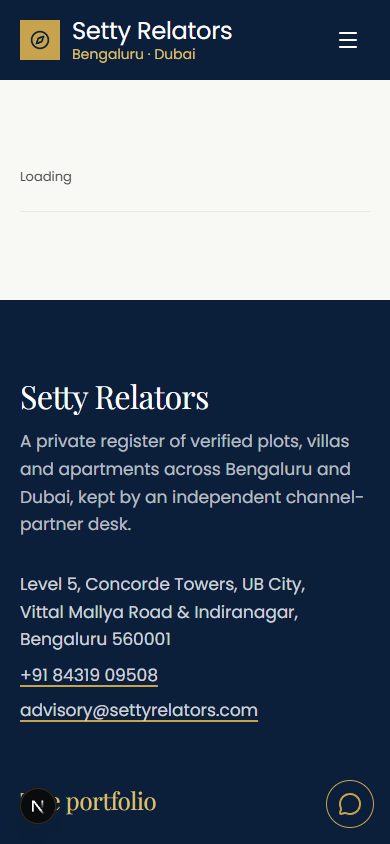 Setty Relators
Bengaluru · Dubai
Loading
Setty Relators
A private register of verified plots, villas
and apartments across Bengaluru and
Dubai, kept by an independent channel-
partner desk.
Level 5, Concorde Towers, UB City,
Vittal Mallya Road & Indiranagar,
Bengaluru 560001
+91 84319 09508
advisory@settyrelators.com
N
portfolio